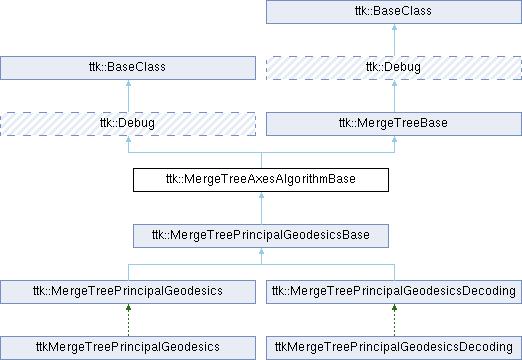 ttk::BaseClass
ttk::BaseClass
ttk::Debug
ttk::Debug
ttk::MergeTreeBase
ttk::MergeTreeAxesAlgorithmBase
ttk::MergeTreePrincipalGeodesicsBase
ttk::MergeTreePrincipalGeodesics
ttk::MergeTreePrincipalGeodesicsDecoding
ttkMergeTreePrincipalGeodesics
ttkMergeTreePrincipalGeodesicsDecoding